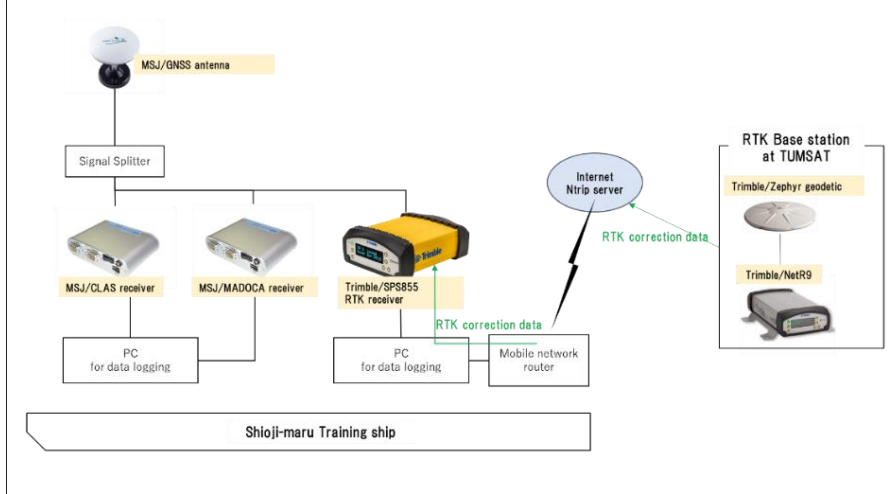 MSJ/GNSS antenna
Signal Splitter
MSJ/CLAS receiver
MSJ/MADOCA receiver
Trimble
Trimble/SPS855
RTK receiver
RTK correction data
PC
for data logging
PC
for data logging
Mobile network
router
Internet
Ntrip server
RTK correction data
RTK Base station
at TUMSAT
Trimble/Zephyr geodetic
Trimble/NetR9
Shioji-maru Training ship